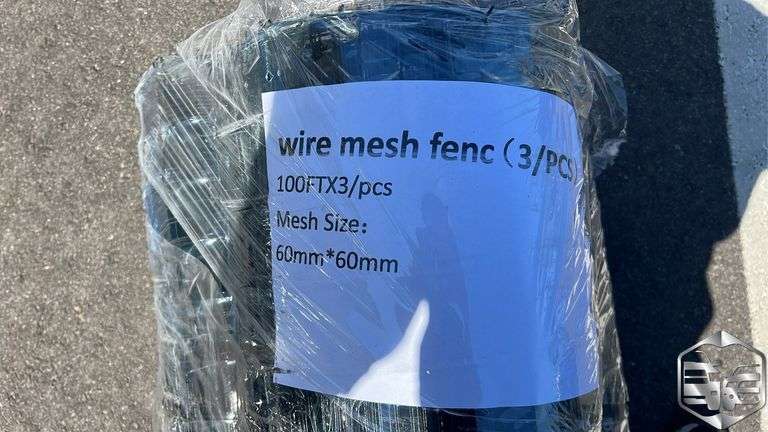 wire mesh fenc（3/PCS）
100FTX3/pcs
Mesh Size：
60mm*60mm